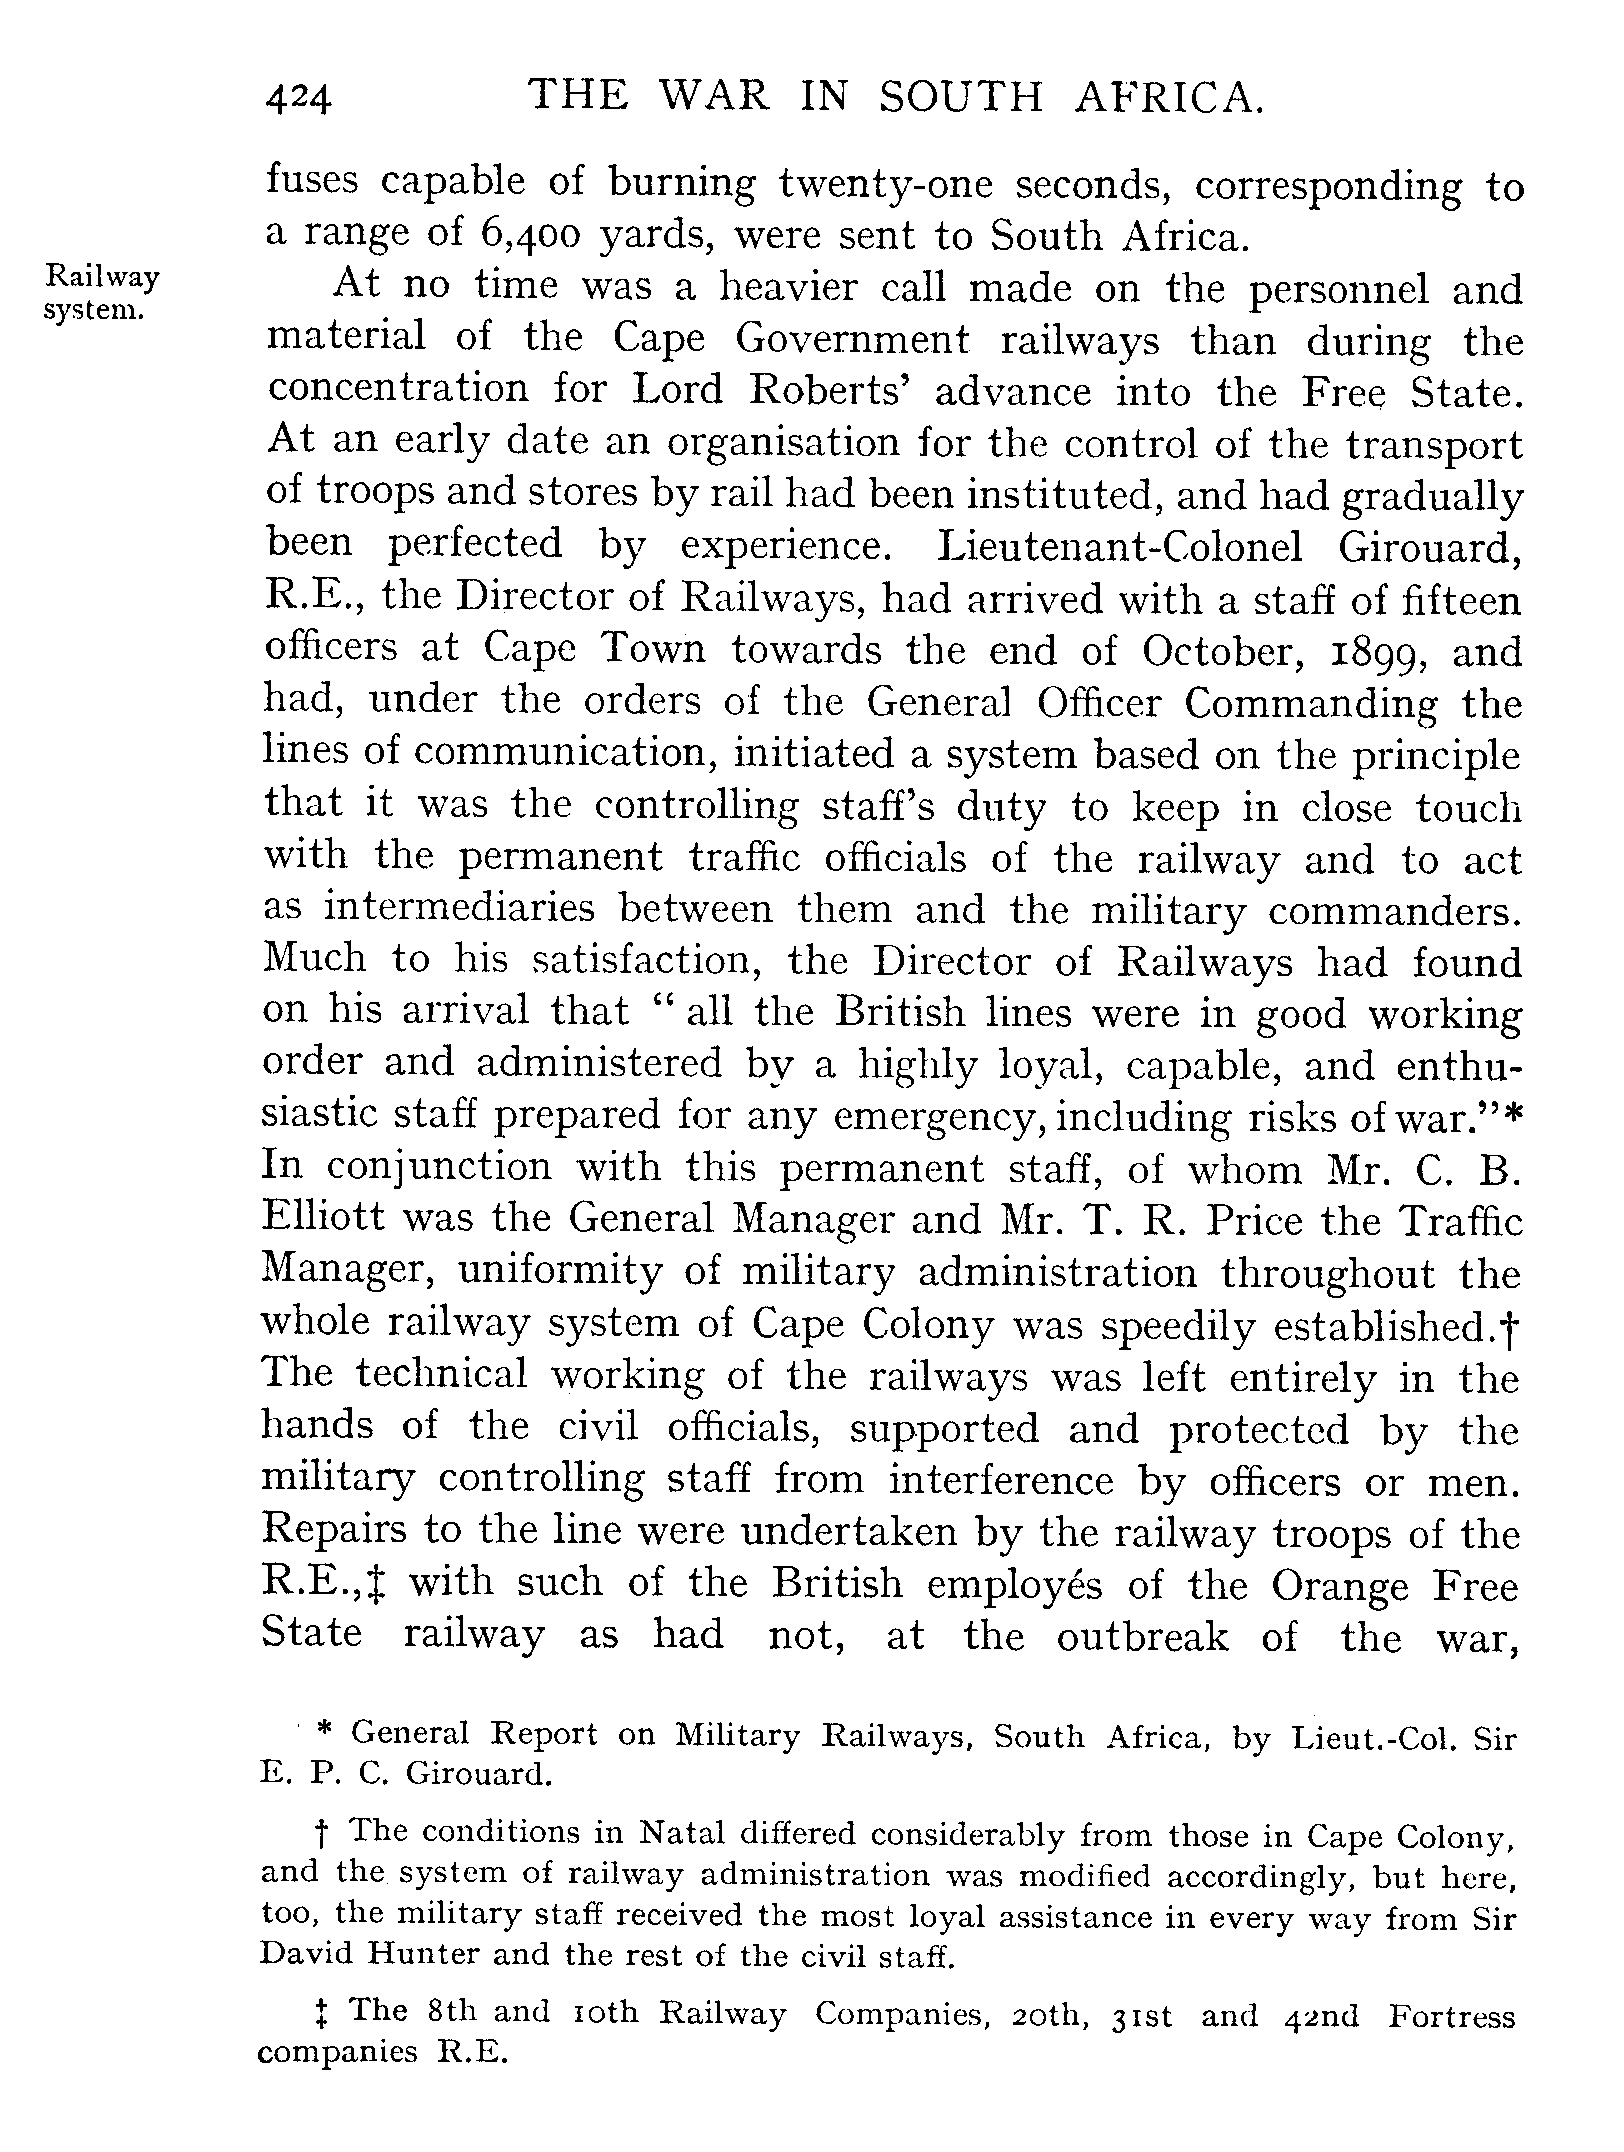 424 THE WAR IN SOUTH AFRICA.
fuses capable of burning twenty-one seconds, corresponding to
a range of 6,400 yards, were sent to South Africa.
Railway
system.
At no time was a heavier call made on the personnel and
material of the Cape Government railways than during the
concentration for Lord Roberts’ advance into the Free State.
At an early date an organisation for the control of the transport
of troops and stores by rail had been instituted, and had gradually
been perfected by experience. Lieutenant-Colonel Girouard,
R.E., the Director of Railways, had arrived with a staff of fifteen
officers at Cape Town towards the end of October, 1899, and
had, under the orders of the General Officer Commanding the
lines of communication, initiated a system based on the principle
that it was the controlling staff’s duty to keep in close touch
with the permanent traffic officials of the railway and to act
as intermediaries between them and the military commanders.
Much to his satisfaction, the Director of Railways had found
on his arrival that “ all the British lines were in good working
order and administered by a highly loyal, capable, and enthu-
siastic staff prepared for any emergency, including risks of war.”*
In conjunction with this permanent staff, of whom Mr. C. B.
Elliott was the General Manager and Mr. T. R. Price the Traffic
Manager, uniformity of military administration throughout the
whole railway system of Cape Colony was speedily established.†
The technical working of the railways was left entirely in the
hands of the civil officials, supported and protected by the
military controlling staff from interference by officers or men.
Repairs to the line were undertaken by the railway troops of the
R.E.,‡ with such of the British employés of the Orange Free
State railway as had not, at the outbreak of the war,
* General Report on Military Railways, South Africa, by Lieut.-Col. Sir
E. P. C. Girouard.
† The conditions in Natal differed considerably from those in Cape Colony,
and the system of railway administration was modified accordingly, but here,
too, the military staff received the most loyal assistance in every way from Sir
David Hunter and the rest of the civil staff.
‡ The 8th and 10th Railway Companies, 20th, 31st and 42nd Fortress
companies R.E.